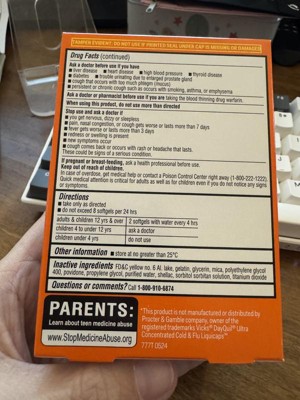 TAMPER EVIDENT: DO NOT USE IF PRINTED SEAL UNDER CAP IS MISSING OR DAMAGED
Drug Facts (continued)
Ask a doctor before use if you have
■ liver disease ■ heart disease ■ high blood pressure ■ thyroid disease
■ diabetes ■ trouble urinating due to enlarged prostate gland
■ cough that occurs with too much phlegm (mucus)
■ persistent or chronic cough such as occurs with smoking, asthma, or emphysema
Ask a doctor or pharmacist before use if you are taking the blood thinning drug warfarin.
When using this product, do not use more than directed
Stop use and ask a doctor if
■ you get nervous, dizzy or sleepless
■ pain, nasal congestion, or cough gets worse or lasts more than 7 days
■ fever gets worse or lasts more than 3 days
■ redness or swelling is present
■ new symptoms occur
■ cough comes back or occurs with rash or headache that lasts.
These could be signs of a serious condition.
If pregnant or breast-feeding, ask a health professional before use.
Keep out of reach of children.
In case of overdose, get medical help or contact a Poison Control Center right away (1-800-222-1222).
Quick medical attention is critical for adults as well as for children even if you do not notice any signs
or symptoms.
Directions
■ take only as directed
■ do not exceed 8 softgels per 24 hrs
adults & children 12 yrs & over 2 softgels with water every 4 hrs
children 4 to under 12 yrs ask a doctor
children under 4 yrs do not use
Other information ■ store at no greater than 25°C
Inactive ingredients FD&C yellow no. 6 Al. lake, gelatin, glycerin, mica, polyethylene glycol
400, povidone, propylene glycol, purified water, shellac, sorbitol sorbitan solution, titanium dioxide
Questions or comments? Call 1-800-910-6874
PARENTS:
Learn about teen medicine abuse
www.StopMedicineAbuse.org
*This product is not manufactured or distributed by
Procter & Gamble company, owner of the
registered trademarks Vicks® DayQuil® Ultra
Concentrated Cold & Flu Liquicaps™
777T 0524